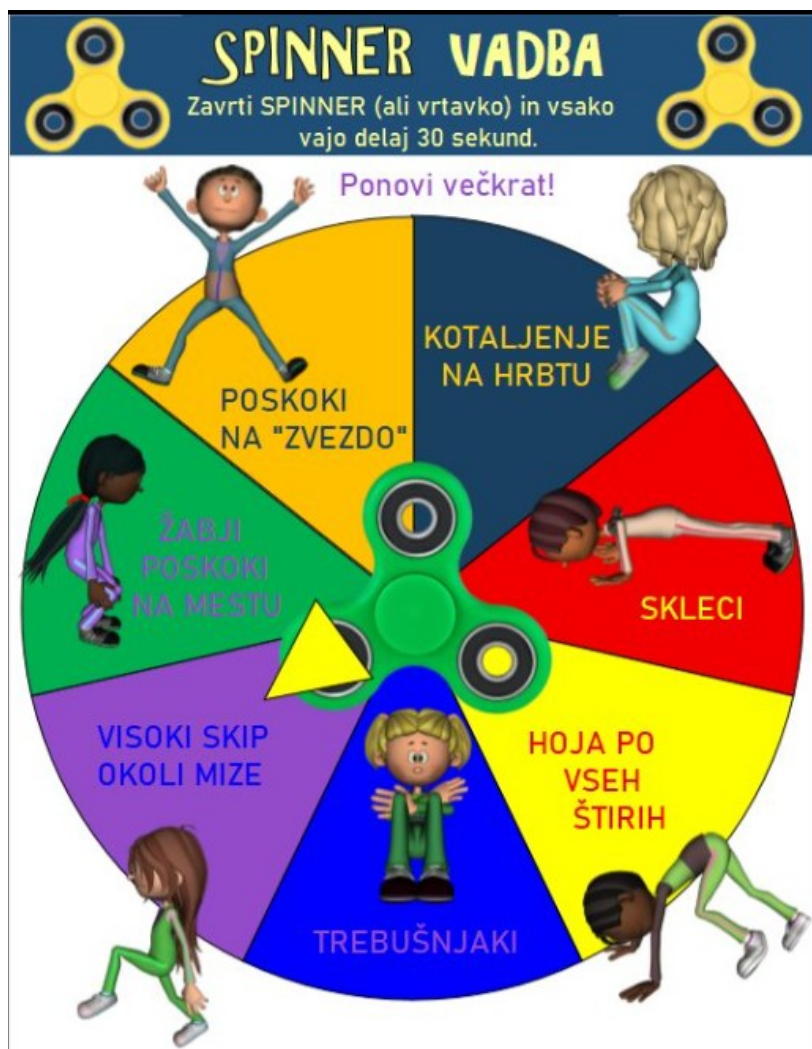 SPINNER VADBA
Zavrti SPINNER (ali vrtavko) in vsako
vajo delaj 30 sekund.
Ponovi večkrat!
KOTALJENJE
NA HRBTU
SKLECI
HOJA PO
VSEH
ŠTIRIH
TREBUŠNJAKI
VISOKI SKIP
OKOLI MIZE
ŽABJI
POSKOKI
NA MESTU
POSKOKI
NA "ZVEZDO"